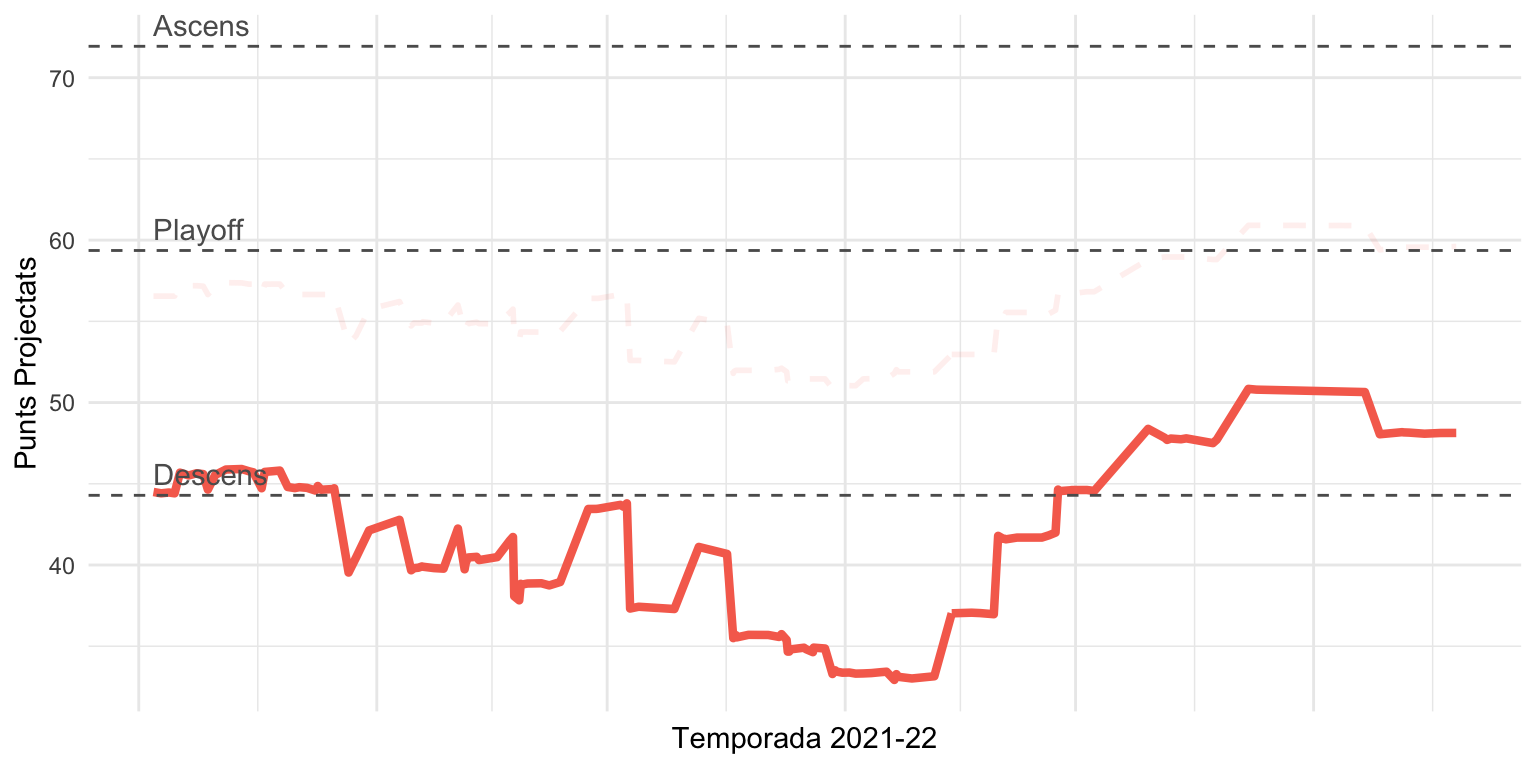 Ascens
70
Playoff
60
50
Descens
40
Punts Projectats
Temporada 2021-22